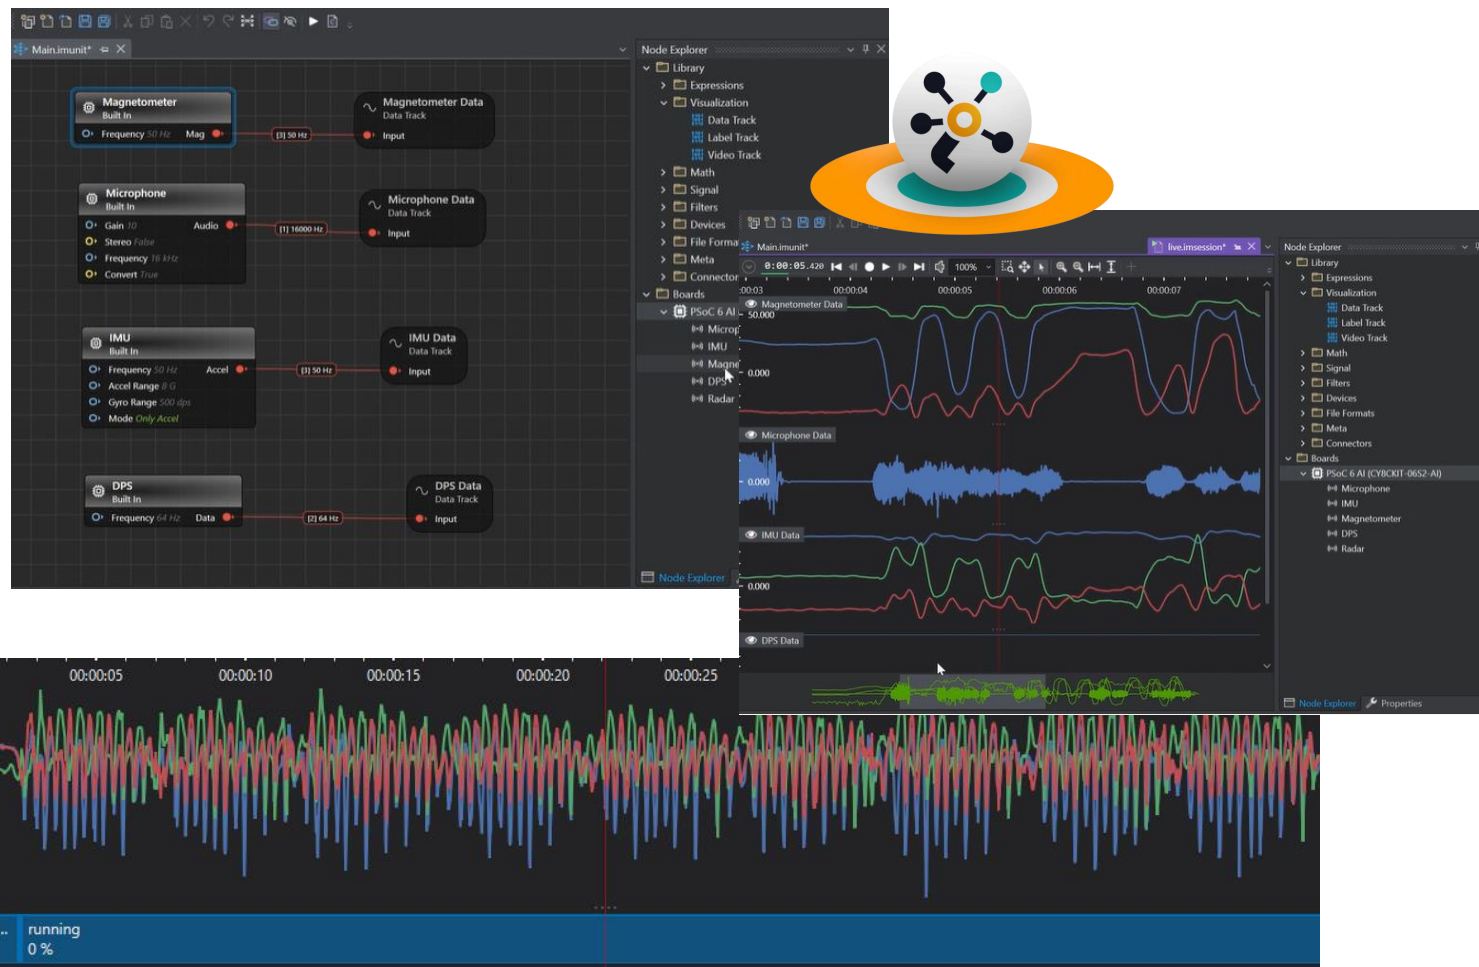 Main.imunit*
Magnetometer
Built In
Frequency 50 Hz Mag
[3] 50 Hz
Magnetometer Data
Data Track
Input
Microphone
Built In
Gain 10 Audio
Stereo False
Frequency 16 kHz
Convert True
[1] 16000 Hz
Microphone Data
Data Track
Input
IMU
Built In
Frequency 50 Hz Accel
Accel Range 8 G
Gyro Range 500 dps
Mode Only Accel
[3] 50 Hz
IMU Data
Data Track
Input
DPS
Built In
Frequency 64 Hz Data
[2] 64 Hz
DPS Data
Data Track
Input
Node Explorer
Library
Expressions
Visualization
Data Track
Label Track
Video Track
Math
Signal
Filters
Devices
File Forma
Meta
Connector
Boards
PSoC 6 AI
Microp
IMU
Magne
DPS
Radar
Node Explorer
Main.imunit*
live.imsession*
0:00:05.420
100%
:00:03 00:00:04 00:00:05 00:00:06 00:00:07
Magnetometer Data
50.000
0.000
Microphone Data
0.000
IMU Data
0.000
DPS Data
Node Explorer
Library
Expressions
Visualization
Data Track
Label Track
Video Track
Math
Signal
Filters
Devices
File Formats
Meta
Connectors
Boards
PSoC 6 AI (CY8CKIT-062S2-AI)
Microphone
IMU
Magnetometer
DPS
Radar
Node Explorer Properties
00:00:05 00:00:10 00:00:15 00:00:20 00:00:25
.. running
0 %